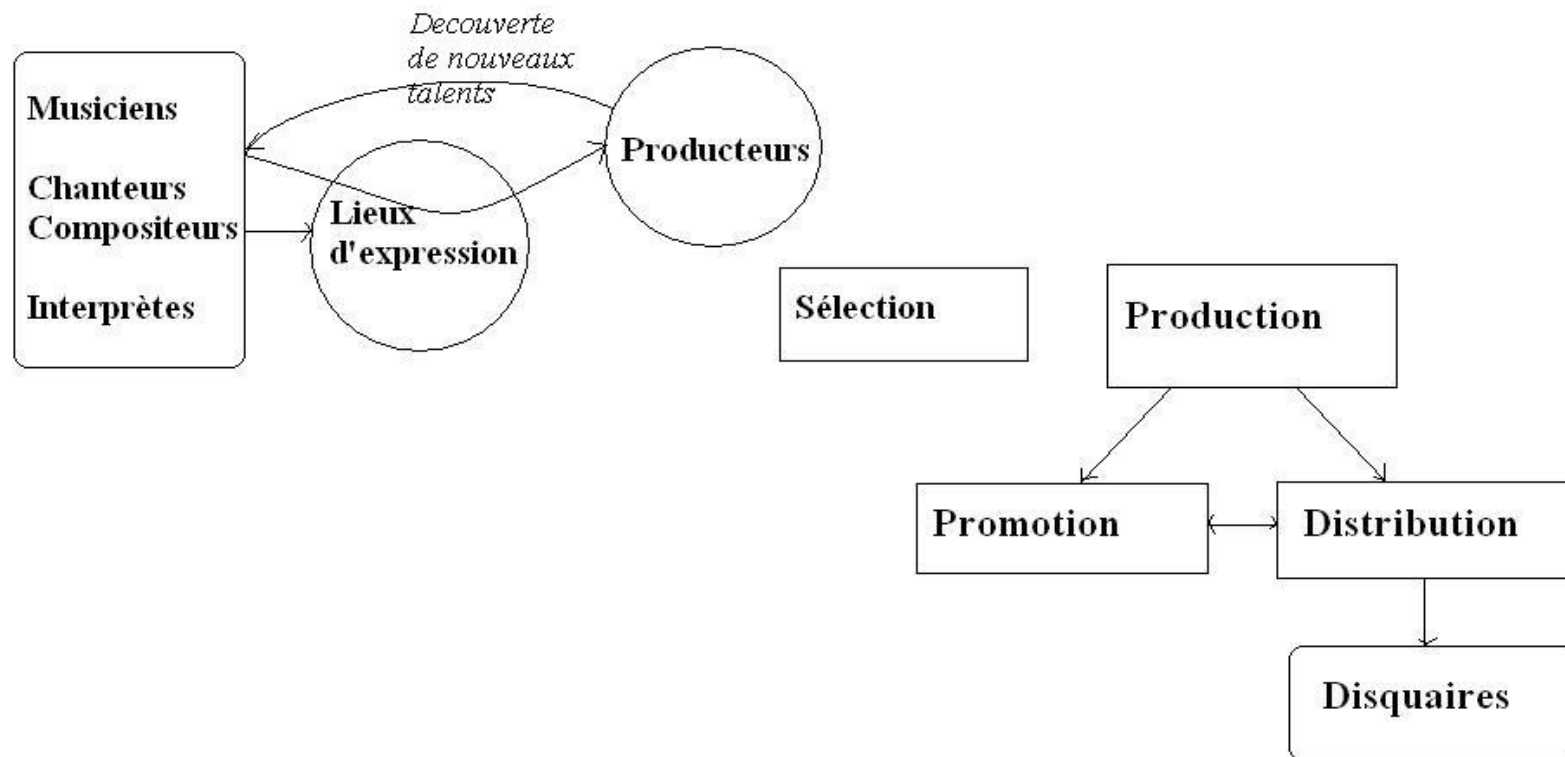 Decouverte
de nouveaux
talents
Musiciens
Chanteurs
Compositeurs
Interprètes
Lieux
d'expression
Producteurs
Sélection
Production
Promotion
Distribution
Disquaires